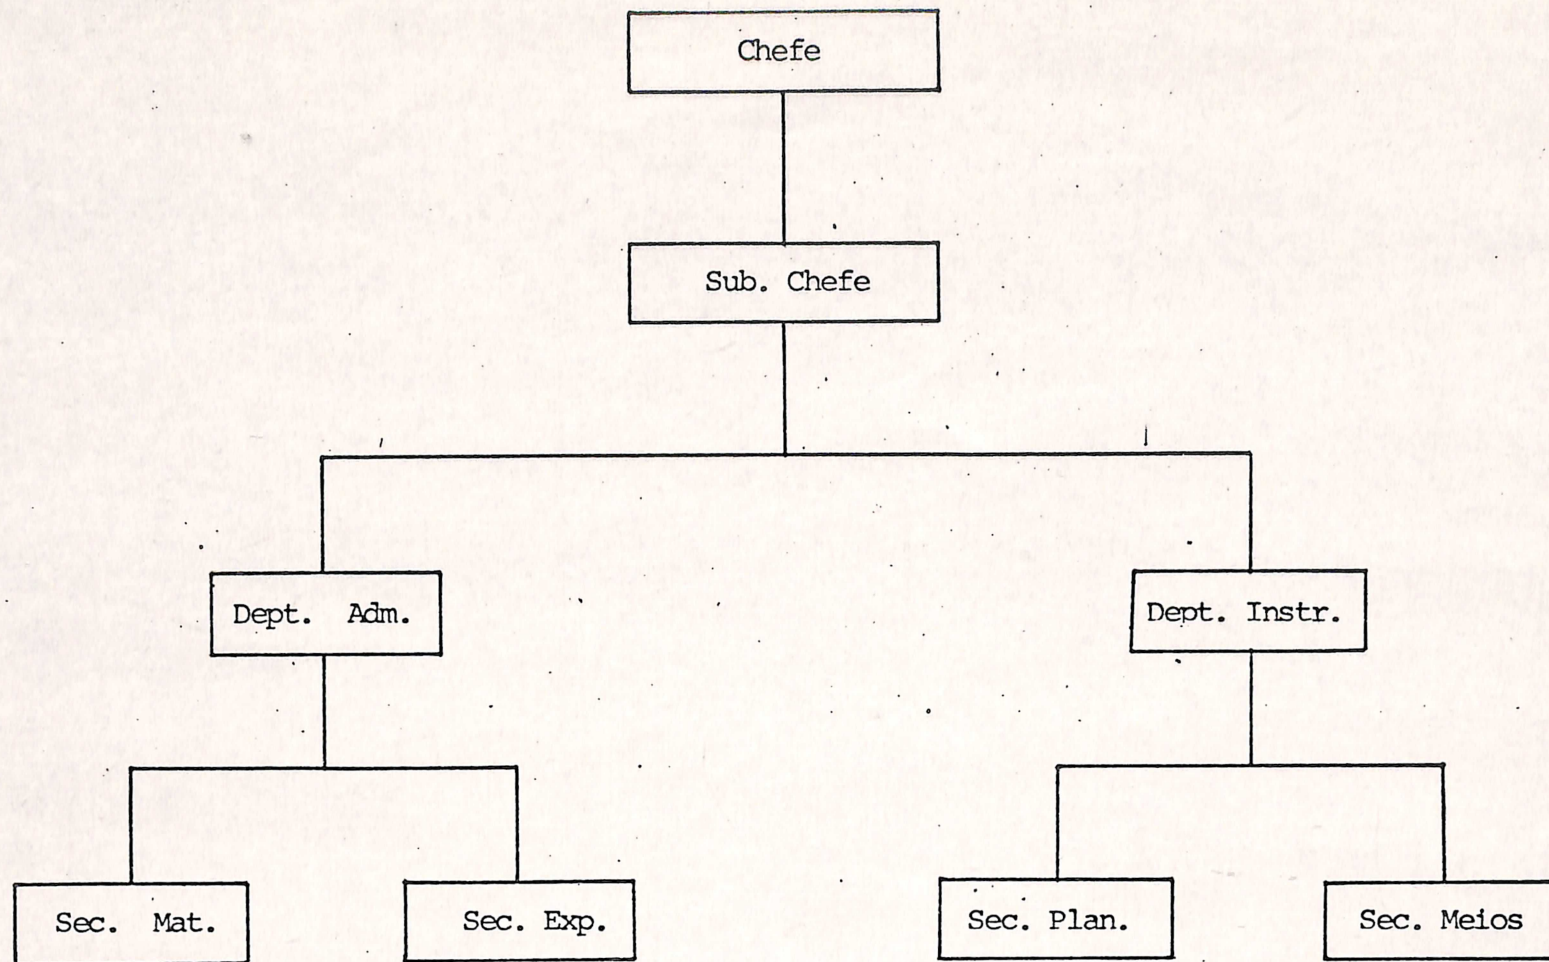 Chefe
Sub. Chefe
Dept. Adm.
Dept. Instr.
Sec. Mat.
Sec. Exp.
Sec. Plan.
Sec. Meios